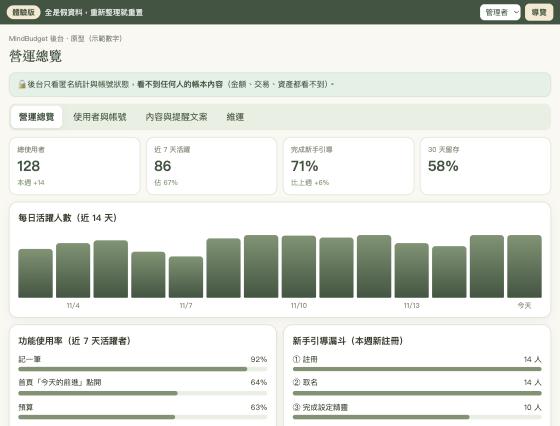 體驗版 全是假資料，重新整理就重置 管理者 導覽
MindBudget 後台 · 原型（示範數字）
營運總覽
🔒後台只看匿名統計與帳號狀態，看不到任何人的帳本內容（金額、交易、資產都看不到）。
營運總覽 使用者與帳號 內容與提醒文案 維運
總使用者 近 7 天活躍 完成新手引導 30 天留存
128 86 71% 58%
本週 +14 佔 67% 比上週 +6%
每日活躍人數（近 14 天）
11/4 11/7 11/10 11/13 今天
功能使用率（近 7 天活躍者）
記一筆 92%
首頁「今天的前進」點開 64%
預算 63%
新手引導漏斗（本週新註冊）
① 註冊 14 人
② 取名 14 人
③ 完成設定精靈 10 人